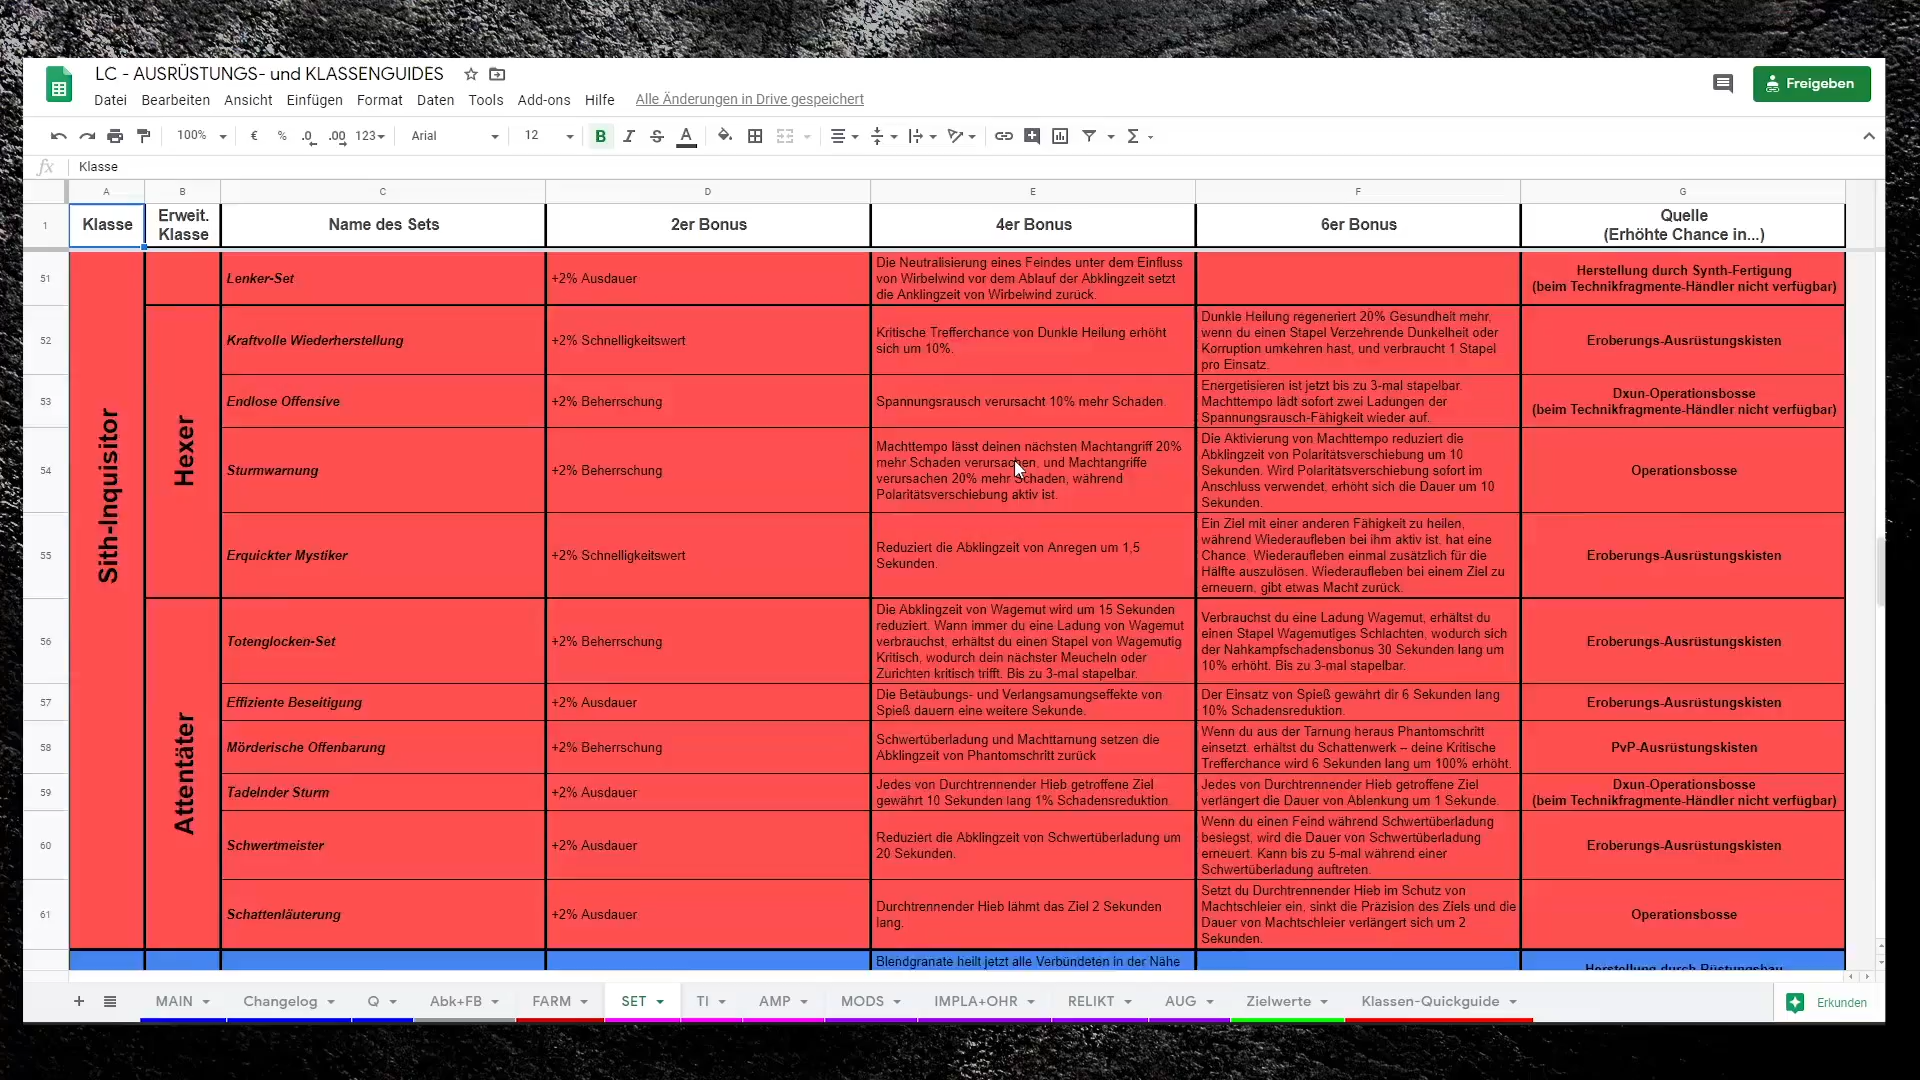 LC - AUSRÜSTUNGS- und KLASSENGUIDES
Freigeben
Datei Bearbeiten Ansicht Einfügen Format Daten Tools Add-ons Hilfe Alle Änderungen in Drive gespeichert
100% € % .0 .00 123 Arial 12 B I S A Σ
fx Klasse
A B C D E F G
1
Klasse
Erweit.
Klasse
Name des Sets
2er Bonus
4er Bonus
6er Bonus
Quelle
(Erhöhte Chance in...)
Sith-Inquisitor
51
Lenker-Set
+2% Ausdauer
Die Neutralisierung eines Feindes unter dem Einfluss
von Wirbelwind vor dem Ablauf der Abklingzeit setzt
die Anklingzeit von Wirbelwind zurück.
Herstellung durch Synth-Fertigung
(beim Technikfragmente-Händler nicht verfügbar)
Hexer
52
Kraftvolle Wiederherstellung
+2% Schnelligkeitswert
Kritische Trefferchance von Dunkle Heilung erhöht
sich um 10%.
Dunkle Heilung regeneriert 20% Gesundheit mehr,
wenn du einen Stapel Verzehrende Dunkelheit oder
Korruption umkehren hast, und verbraucht 1 Stapel
pro Einsatz.
Eroberungs-Ausrüstungskisten
53
Endlose Offensive
+2% Beherrschung
Spannungsrausch verursacht 10% mehr Schaden.
Energetisieren ist jetzt bis zu 3-mal stapelbar.
Machttempo lädt sofort zwei Ladungen der
Spannungsrausch-Fähigkeit wieder auf.
Dxun-Operationsbosse
(beim Technikfragmente-Händler nicht verfügbar)
54
Sturmwarnung
+2% Beherrschung
Machttempo lässt deinen nächsten Machtangriff 20%
mehr Schaden verursachen, und Machtangriffe
verursachen 20% mehr Schaden, während
Polaritätsverschiebung aktiv ist.
Die Aktivierung von Machttempo reduziert die
Abklingzeit von Polaritätsverschiebung um 10
Sekunden. Wird Polaritätsverschiebung sofort im
Anschluss verwendet, erhöht sich die Dauer um 10
Sekunden.
Operationsbosse
55
Erquickter Mystiker
+2% Schnelligkeitswert
Reduziert die Abklingzeit von Anregen um 1,5
Sekunden.
Ein Ziel mit einer anderen Fähigkeit zu heilen,
während Wiederaufleben bei ihm aktiv ist, hat eine
Chance, Wiederaufleben einmal zusätzlich für die
Hälfte auszulösen. Wiederaufleben bei einem Ziel zu
erneuern, gibt etwas Macht zurück.
Eroberungs-Ausrüstungskisten
Attentäter
56
Totenglocken-Set
+2% Beherrschung
Die Abklingzeit von Wagemut wird um 15 Sekunden
reduziert. Wann immer du eine Ladung von Wagemut
verbrauchst, erhältst du einen Stapel von Wagemutig
Kritisch, wodurch dein nächster Meucheln oder
Zurichten kritisch trifft. Bis zu 3-mal stapelbar.
Verbrauchst du eine Ladung Wagemut, erhältst du
einen Stapel Wagemutiges Schlachten, wodurch sich
der Nahkampfschadensbonus 30 Sekunden lang um
10% erhöht. Bis zu 3-mal stapelbar.
Eroberungs-Ausrüstungskisten
57
Effiziente Beseitigung
+2% Ausdauer
Die Betäubungs- und Verlangsamungseffekte von
Spieß dauern eine weitere Sekunde.
Der Einsatz von Spieß gewährt dir 6 Sekunden lang
10% Schadensreduktion.
Eroberungs-Ausrüstungskisten
58
Mörderische Offenbarung
+2% Beherrschung
Schwertüberladung und Machttarnung setzen die
Abklingzeit von Phantomschritt zurück
Wenn du aus der Tarnung heraus Phantomschritt
einsetzt, erhältst du Schattenwerk – deine Kritische
Trefferchance wird 6 Sekunden lang um 100% erhöht.
PvP-Ausrüstungskisten
59
Tadelnder Sturm
+2% Ausdauer
Jedes von Durchtrennender Hieb getroffene Ziel
gewährt 10 Sekunden lang 1% Schadensreduktion.
Jedes von Durchtrennender Hieb getroffene Ziel
verlängert die Dauer von Ablenkung um 1 Sekunde.
Dxun-Operationsbosse
(beim Technikfragmente-Händler nicht verfügbar)
60
Schwertmeister
+2% Ausdauer
Reduziert die Abklingzeit von Schwertüberladung um
20 Sekunden.
Wenn du einen Feind während Schwertüberladung
besiegst, wird die Dauer von Schwertüberladung
erneuert. Kann bis zu 5-mal während einer
Schwertüberladung auftreten.
Eroberungs-Ausrüstungskisten
61
Schattenläuterung
+2% Ausdauer
Durchtrennender Hieb lähmt das Ziel 2 Sekunden
lang.
Setzt du Durchtrennender Hieb im Schutz von
Machtschleier ein, sinkt die Präzision des Ziels und die
Dauer von Machtschleier verlängert sich um 2
Sekunden.
Operationsbosse
Blendgranate heilt jetzt alle Verbündeten in der Nähe
Herstellung durch Rüstungsbau
MAIN Changelog Q Abk+FB FARM SET TI AMP MODS IMPLA+OHR RELIKT AUG Zielwerte Klassen-Quickguide Erkunden